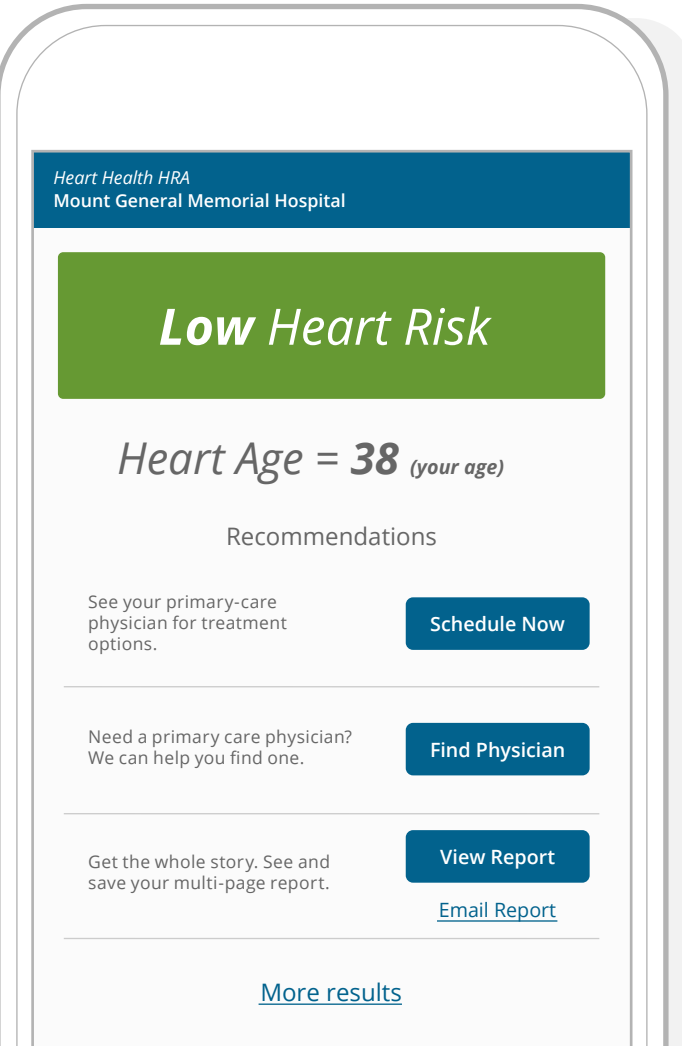 Heart Health HRA
Mount General Memorial Hospital
Low Heart Risk
Heart Age = 38 (your age)
Recommendations
See your primary-care
physician for treatment
options.
Schedule Now
Need a primary care physician?
We can help you find one.
Find Physician
Get the whole story. See and
save your multi-page report.
View Report
Email Report
More results